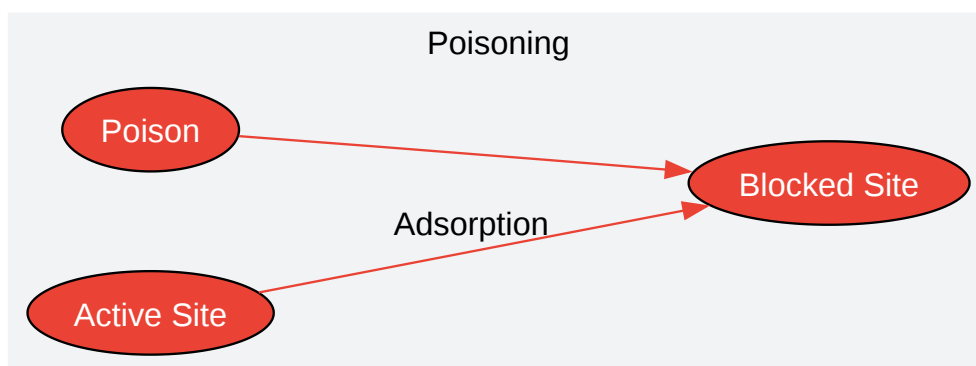 Poisoning
Poison
Blocked Site
Adsorption
Active Site